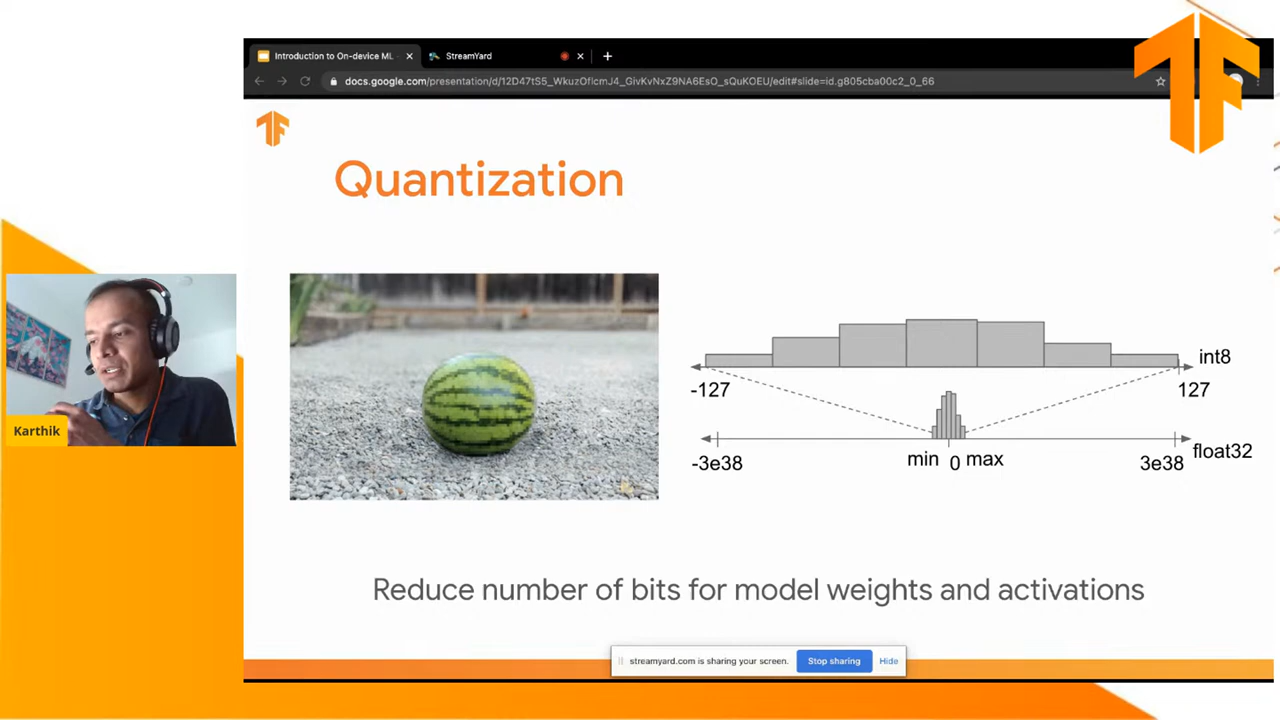 Introduction to On-device ML
StreamYard
docs.google.com/presentation/d/12D47tS5_WkuzOflcmJ4_GivKvNxZ9NA6EsO_sQuKOEU/edit#slide=id.g805cba00c2_0_66
Quantization
int8
-127
127
float32
-3e38
min
0
max
3e38
Karthik
Reduce number of bits for model weights and activations
streamyard.com is sharing your screen.
Stop sharing
Hide